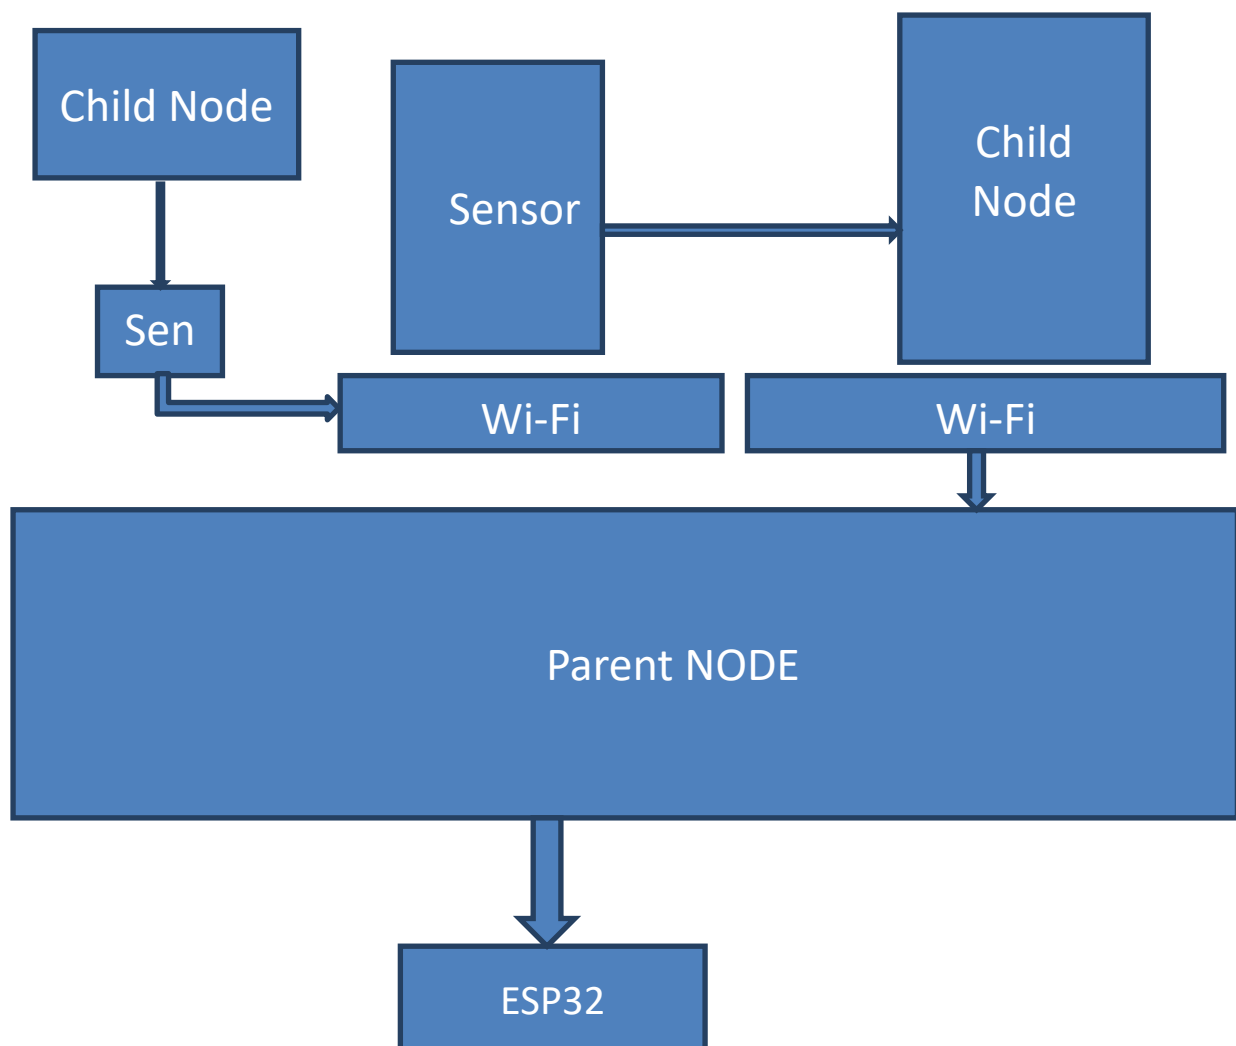 Child Node
Sensor
Child
Node
Sen
Wi-Fi
Wi-Fi
Parent NODE
ESP32